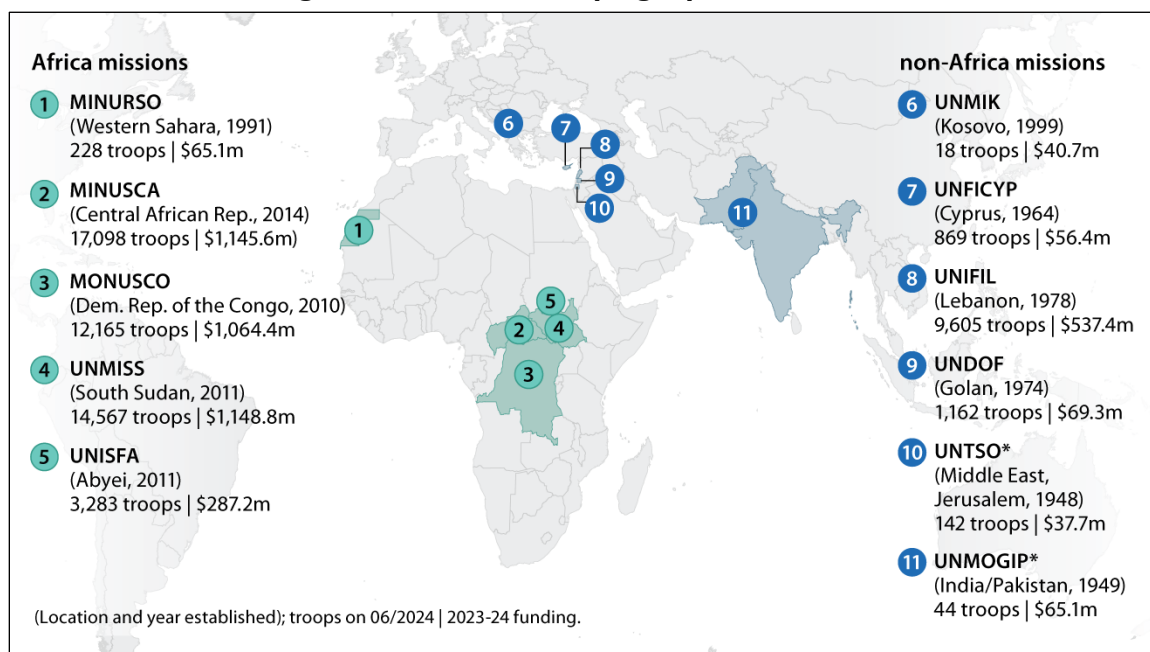 Africa missions
1 MINURSO
(Western Sahara, 1991)
228 troops | $65.1m
2 MINUSCA
(Central African Rep., 2014)
17,098 troops | $1,145.6m)
3 MONUSCO
(Dem. Rep. of the Congo, 2010)
12,165 troops | $1,064.4m
4 UNMISS
(South Sudan, 2011)
14,567 troops | $1,148.8m
5 UNISFA
(Abyei, 2011)
3,283 troops | $287.2m
(Location and year established); troops on 06/2024 | 2023-24 funding.
6
7
8
9
10
11
1
5
2
4
3
non-Africa missions
6 UNMIK
(Kosovo, 1999)
18 troops | $40.7m
7 UNFICYP
(Cyprus, 1964)
869 troops | $56.4m
8 UNIFIL
(Lebanon, 1978)
9,605 troops | $537.4m
9 UNDOF
(Golan, 1974)
1,162 troops | $69.3m
10 UNTSO*
(Middle East,
Jerusalem, 1948)
142 troops | $37.7m
11 UNMOGIP*
(India/Pakistan, 1949)
44 troops | $65.1m